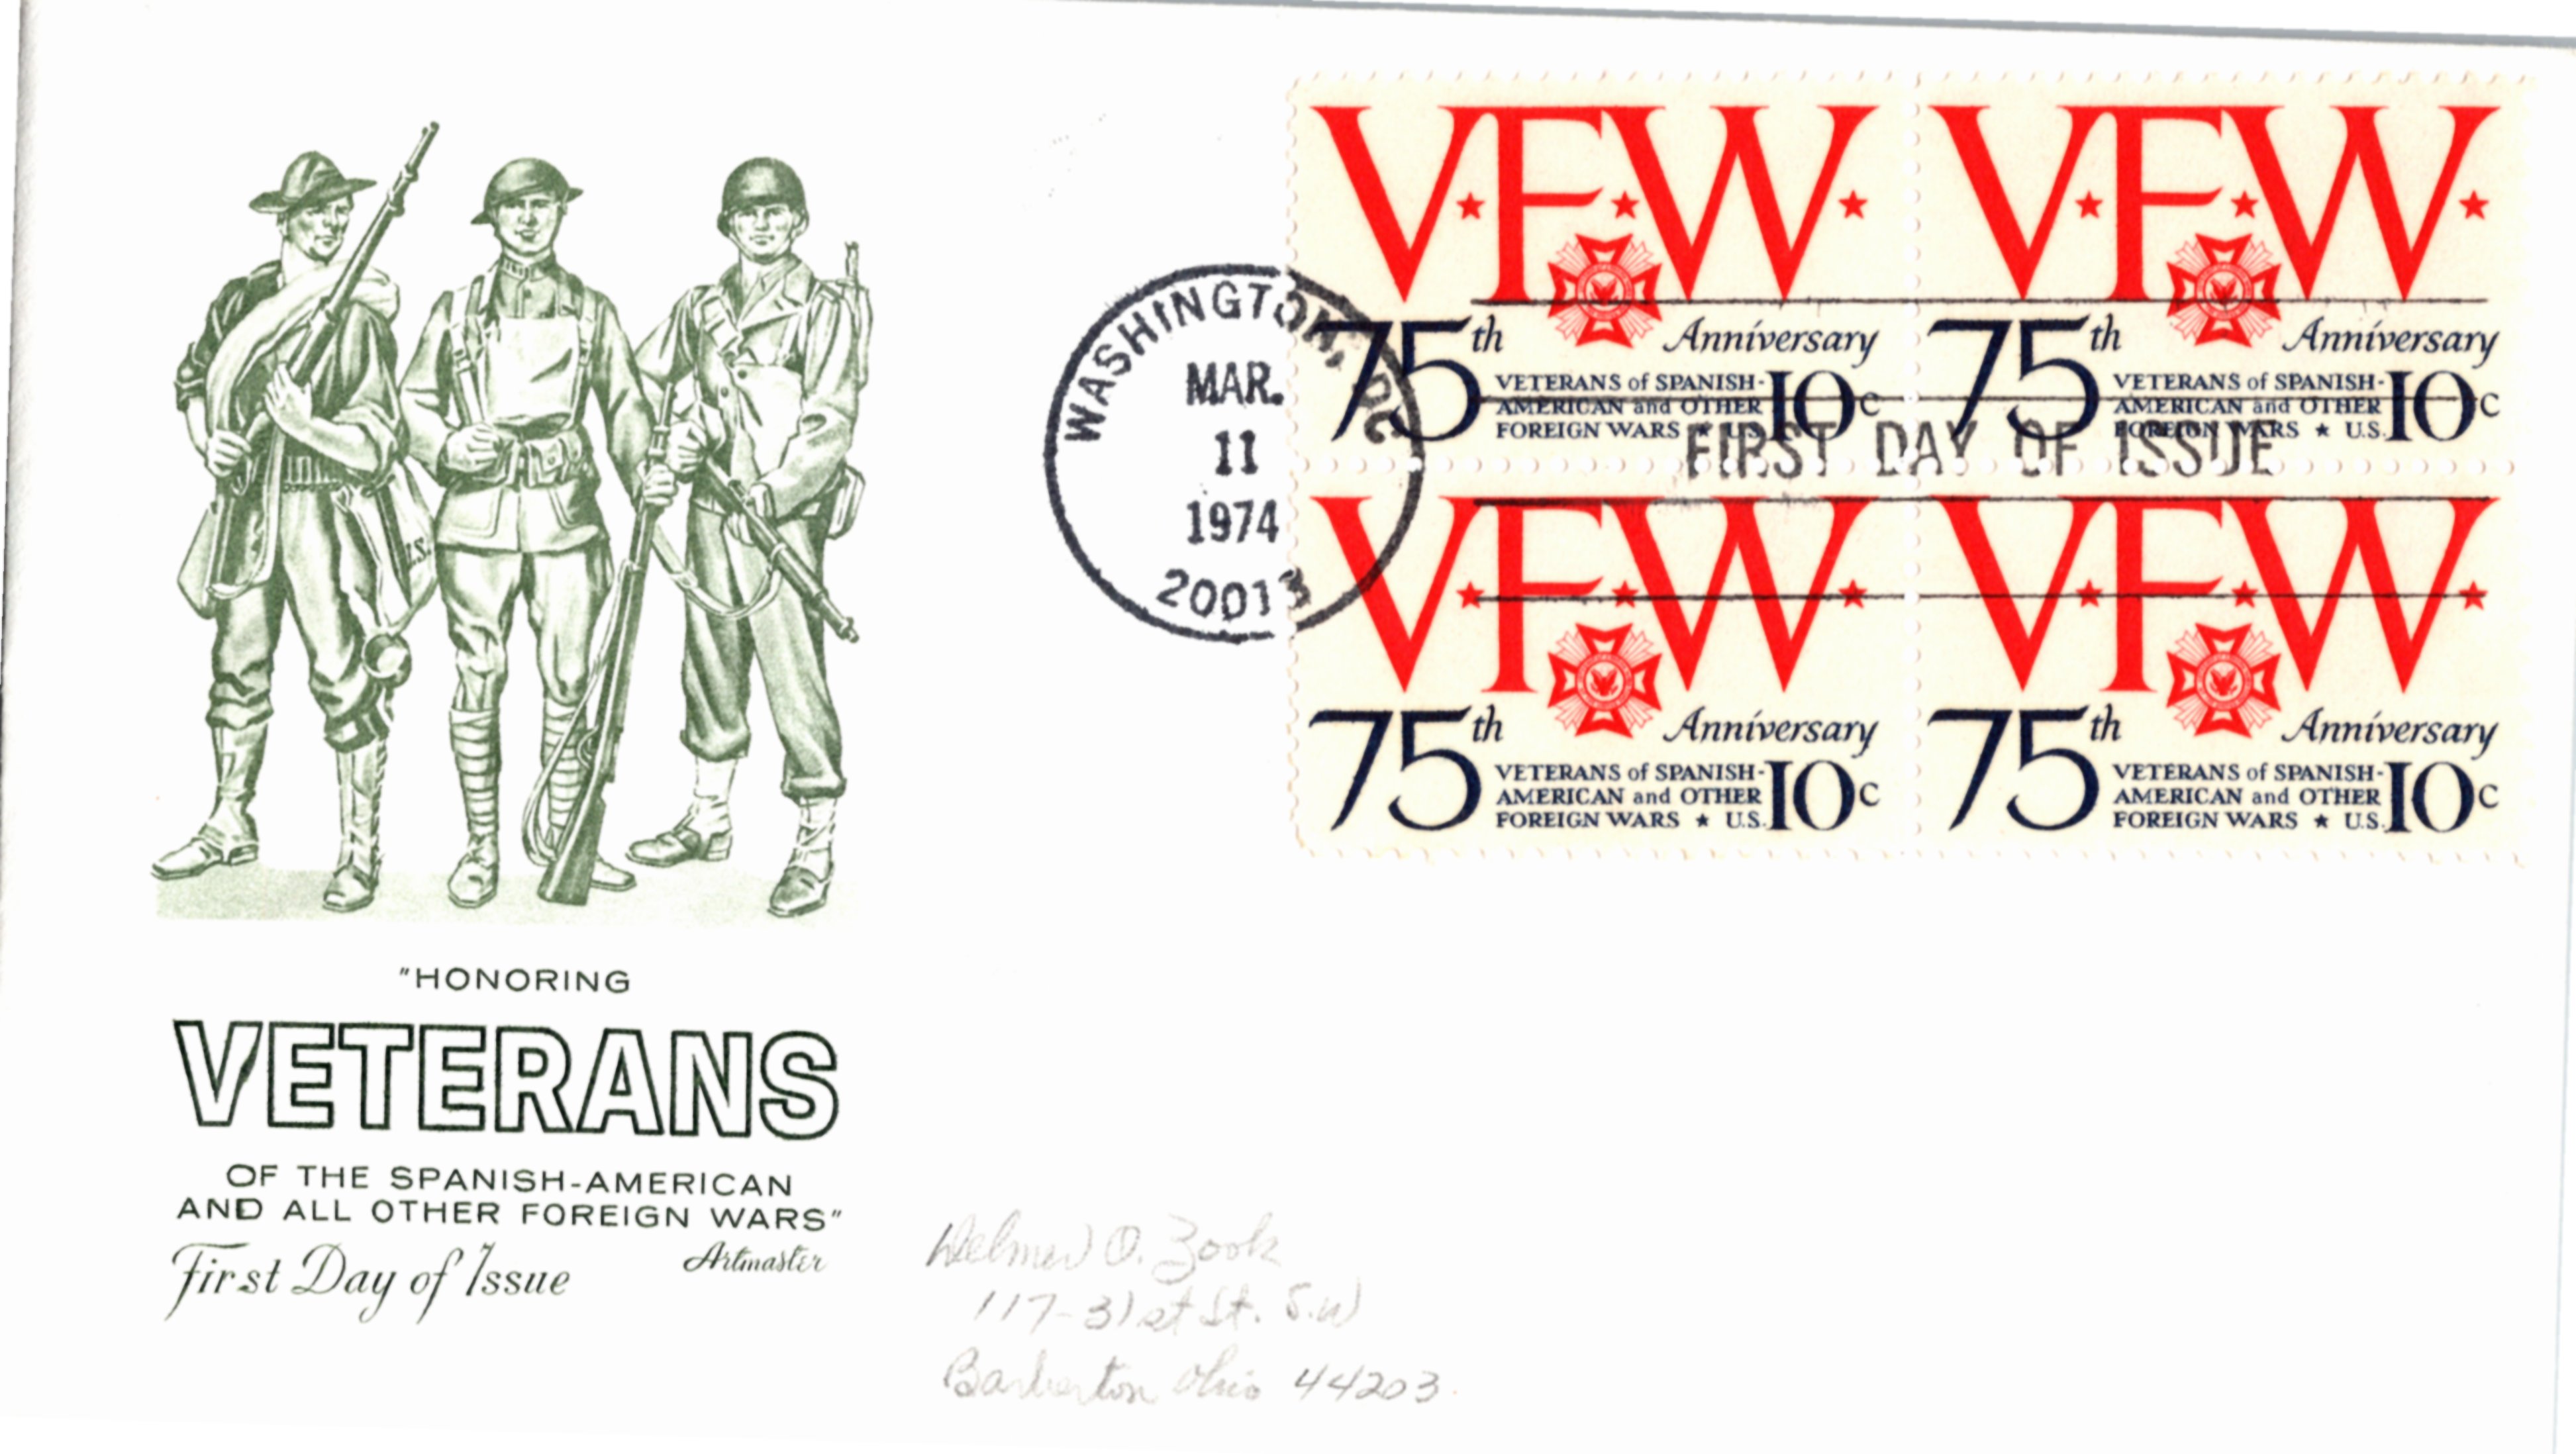 "HONORING
VETERANS
OF THE SPANISH-AMERICAN
AND ALL OTHER FOREIGN WARS"
First Day of Issue
Artmaster
U.S.
WASHINGTON, DC
MAR.
11
1974
20013
FIRST DAY OF ISSUE
V★F★W★
75th Anniversary
VETERANS of SPANISH-
AMERICAN and OTHER
FOREIGN WARS ★ U.S. 10c
V★F★W★
75th Anniversary
VETERANS of SPANISH-
AMERICAN and OTHER
FOREIGN WARS ★ U.S. 10c
V★F★W★
75th Anniversary
VETERANS of SPANISH-
AMERICAN and OTHER
FOREIGN WARS ★ U.S. 10c
V★F★W★
75th Anniversary
VETERANS of SPANISH-
AMERICAN and OTHER
FOREIGN WARS ★ U.S. 10c
Delmer O. Zook
117-31st St. S.W
Barberton Ohio 44203